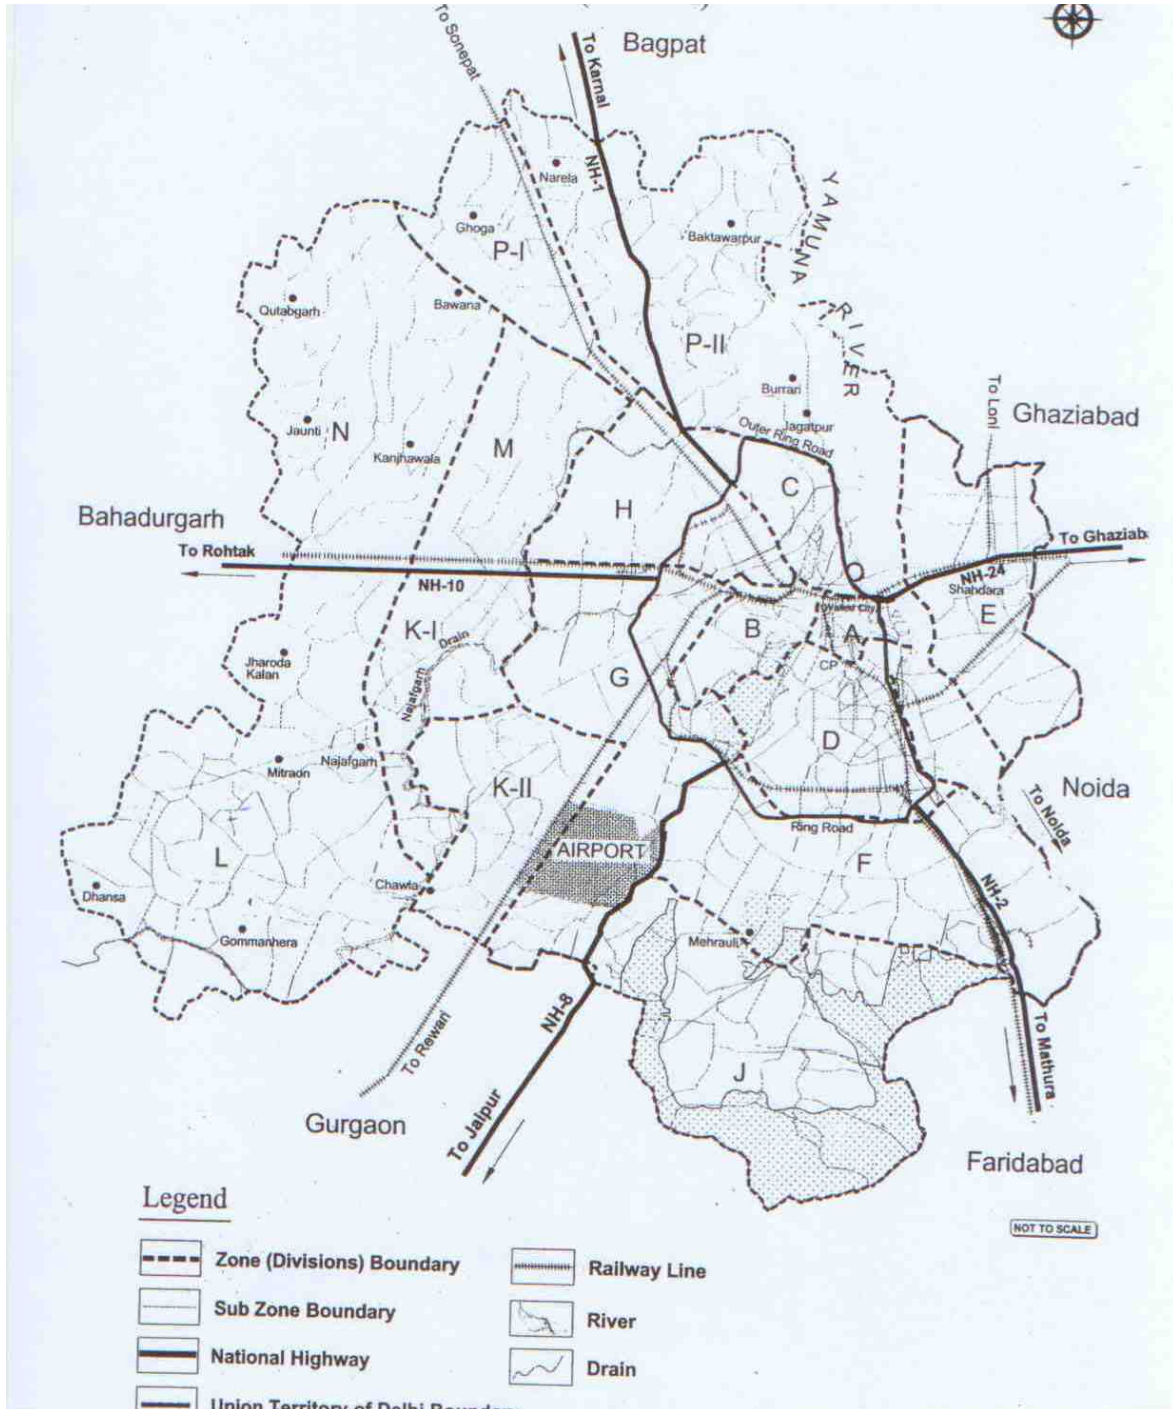 To Sonepat
To Karnal
Bagpat
NH-1
Narela
Ghoga
P-I
Baktawarpur
YAMUNA
RIVER
Qutabgarh
Bawana
P-II
Burrari
Jagatpur
Outer Ring Road
To Loni
Ghaziabad
Jaunti
N
Kanjhawala
M
C
H
Bahadurgarh
To Rohtak
NH-10
O
To Ghaziab
NH-24
Shahdara
E
Walled City
A
B
CP
K-I
Drain
Najafgarh
Jharoda
Kalan
G
D
Mitraon
Najafgarh
K-II
Noida
To Noida
Ring Road
AIRPORT
F
L
Chawla
Dhansa
NH-2
Gommanhera
Mehrauli
NH-8
To Rewari
To Mathura
J
Gurgaon
To Jaipur
Faridabad
NOT TO SCALE
Legend
Zone (Divisions) Boundary
Railway Line
Sub Zone Boundary
River
National Highway
Drain
Union Territory of Delhi Boundary